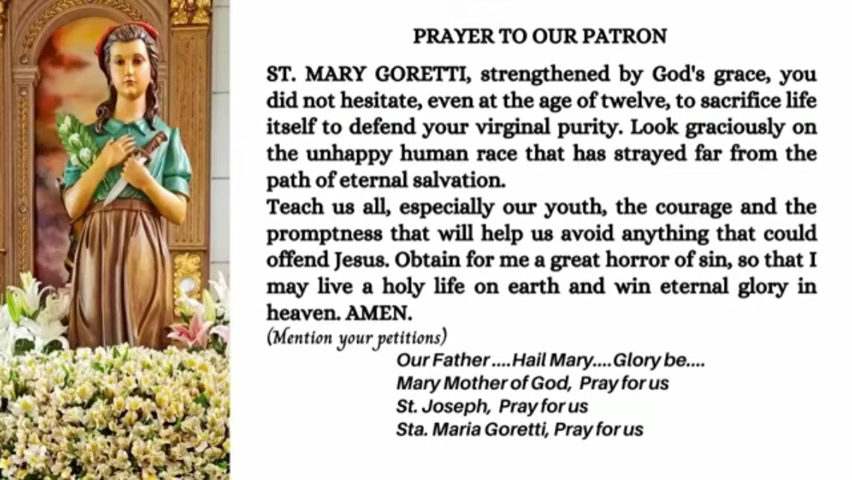 PRAYER TO OUR PATRON
ST. MARY GORETTI, strengthened by God's grace, you
did not hesitate, even at the age of twelve, to sacrifice life
itself to defend your virginal purity. Look graciously on
the unhappy human race that has strayed far from the
path of eternal salvation.
Teach us all, especially our youth, the courage and the
promptness that will help us avoid anything that could
offend Jesus. Obtain for me a great horror of sin, so that I
may live a holy life on earth and win eternal glory in
heaven. AMEN.
(Mention your petitions)
Our Father ....Hail Mary....Glory be....
Mary Mother of God, Pray for us
St. Joseph, Pray for us
Sta. Maria Goretti, Pray for us